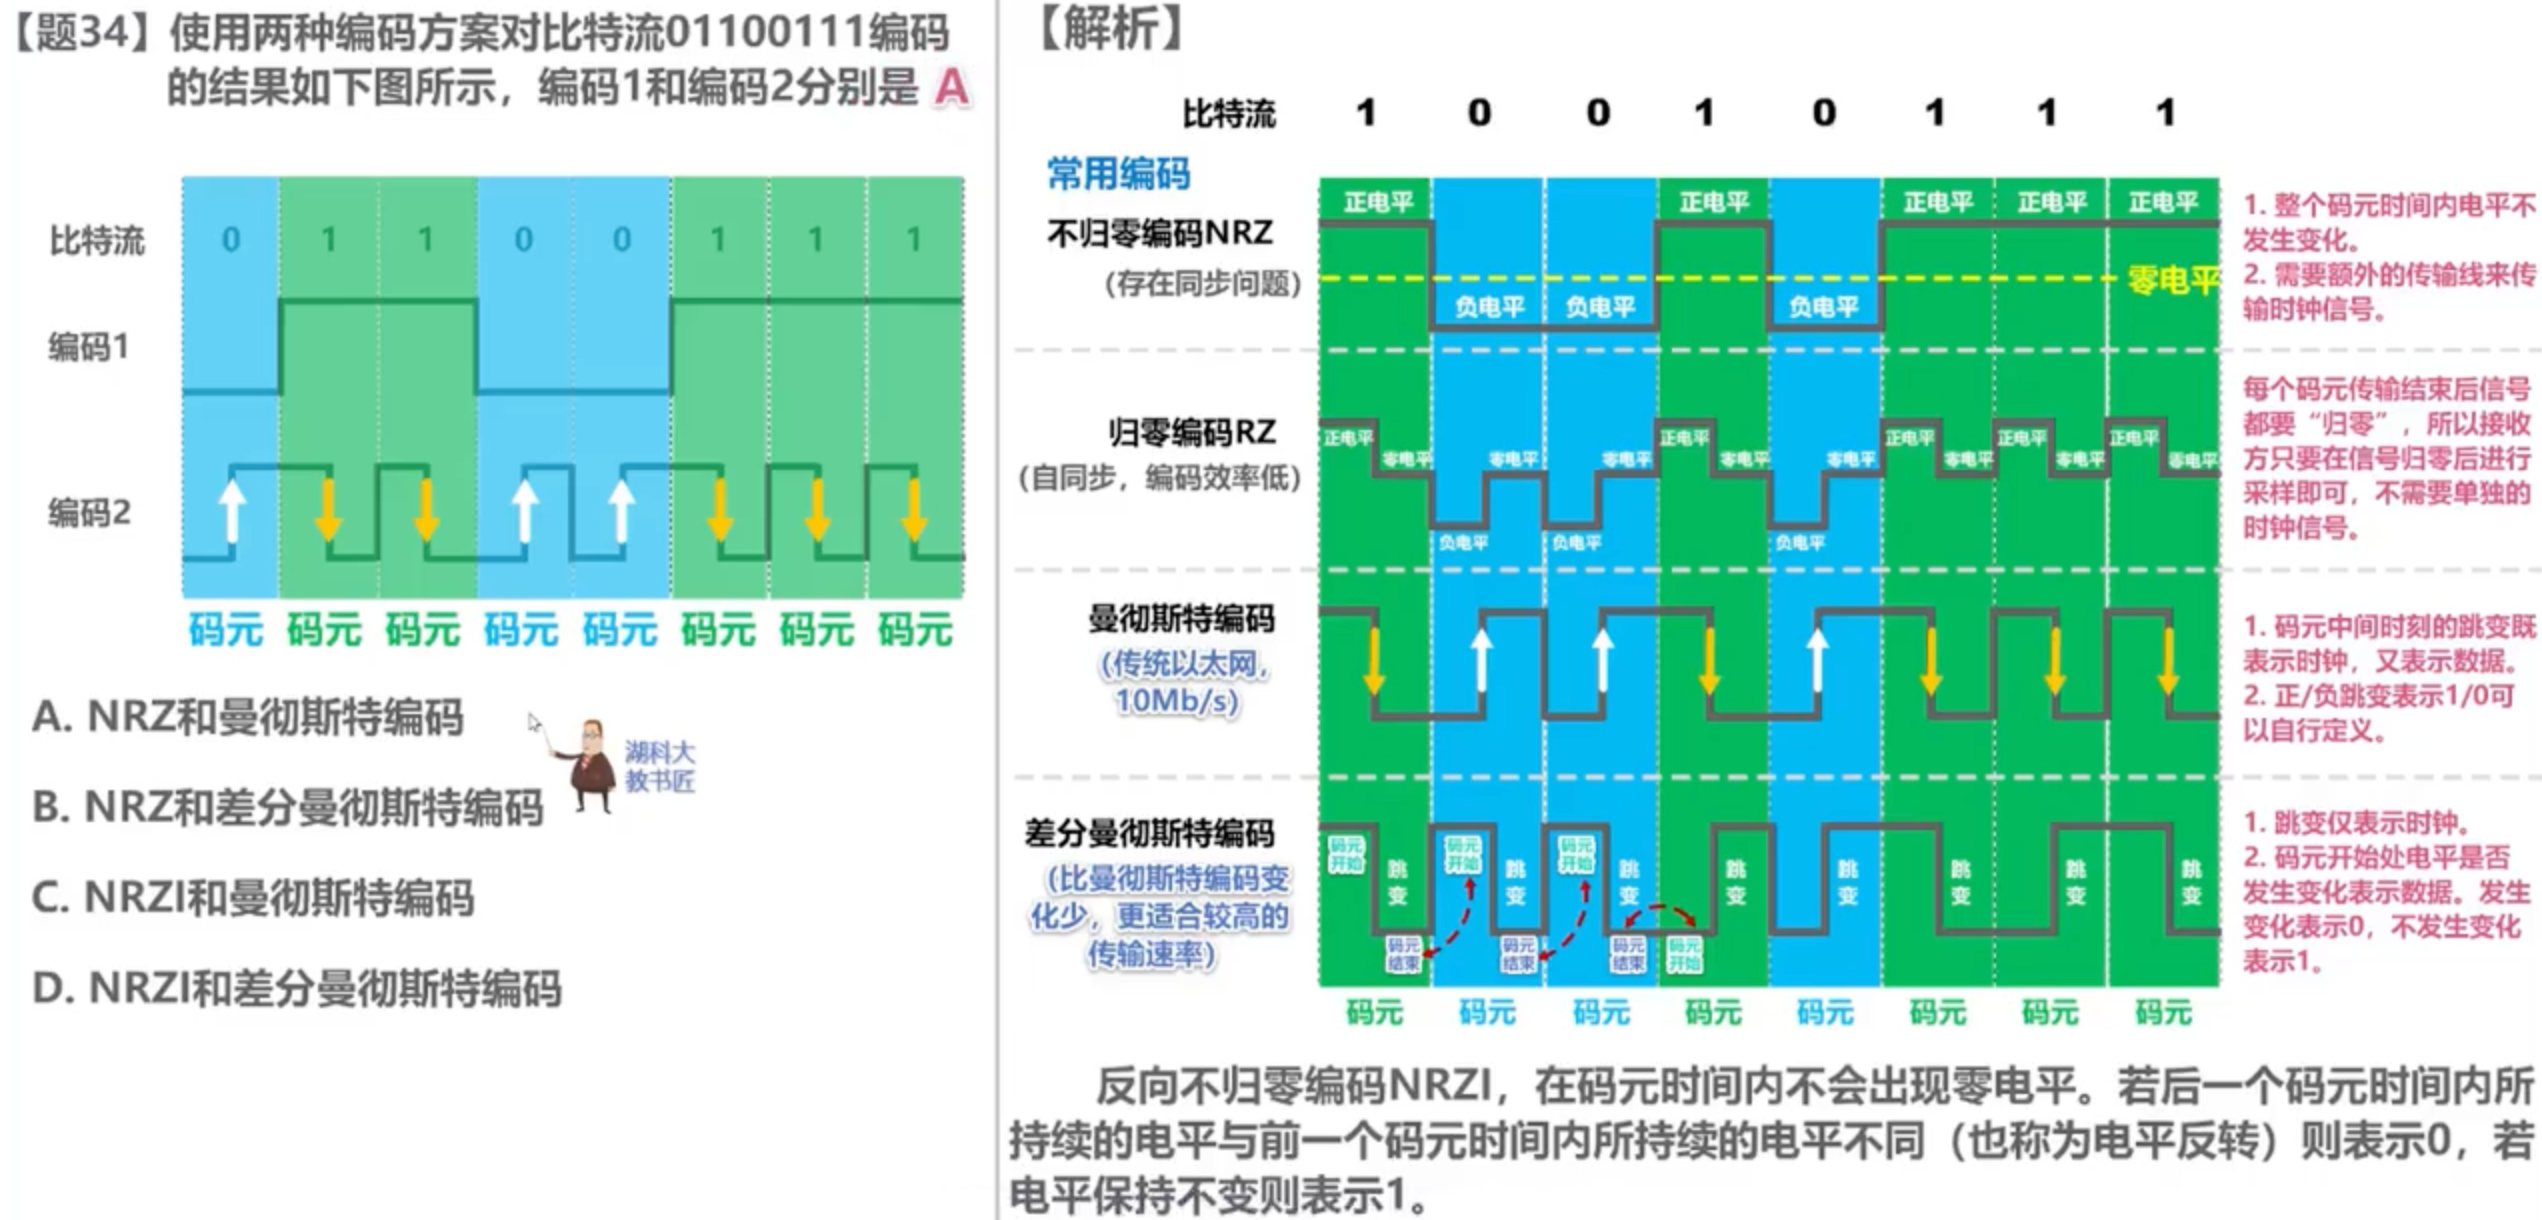 【题34】使用两种编码方案对比特流01100111编码
的结果如下图所示，编码1和编码2分别是 A
比特流 0 1 1 0 0 1 1 1
编码1
编码2
码元 码元 码元 码元 码元 码元 码元 码元
A. NRZ和曼彻斯特编码
B. NRZ和差分曼彻斯特编码
C. NRZI和曼彻斯特编码
D. NRZI和差分曼彻斯特编码
湖科大
教书匠
【解析】
比特流 1 0 0 1 0 1 1 1
常用编码
正电平 正电平 正电平 正电平 正电平
不归零编码NRZ
（存在同步问题）
零电平
负电平 负电平 负电平
1. 整个码元时间内电平不
发生变化。
2. 需要额外的传输线来传
输时钟信号。
归零编码RZ
（自同步，编码效率低）
正电平 正电平 正电平 正电平 正电平
零电平 零电平 零电平 零电平 零电平 零电平 零电平 零电平
负电平 负电平 负电平
每个码元传输结束后信号
都要“归零”，所以接收
方只要在信号归零后进行
采样即可，不需要单独的
时钟信号。
曼彻斯特编码
（传统以太网，
10Mb/s）
1. 码元中间时刻的跳变既
表示时钟，又表示数据。
2. 正/负跳变表示1/0可
以自行定义。
差分曼彻斯特编码
（比曼彻斯特编码变
化少，更适合较高的
传输速率）
码元
开始
码元
开始
码元
开始
跳
变
跳
变
跳
变
跳
变
跳
变
跳
变
跳
变
跳
变
码元
结束
码元
结束
码元
结束
码元
开始
1. 跳变仅表示时钟。
2. 码元开始处电平是否
发生变化表示数据。发生
变化表示0，不发生变化
表示1。
码元 码元 码元 码元 码元 码元 码元 码元
反向不归零编码NRZI，在码元时间内不会出现零电平。若后一个码元时间内所
持续的电平与前一个码元时间内所持续的电平不同（也称为电平反转）则表示0，若
电平保持不变则表示1。